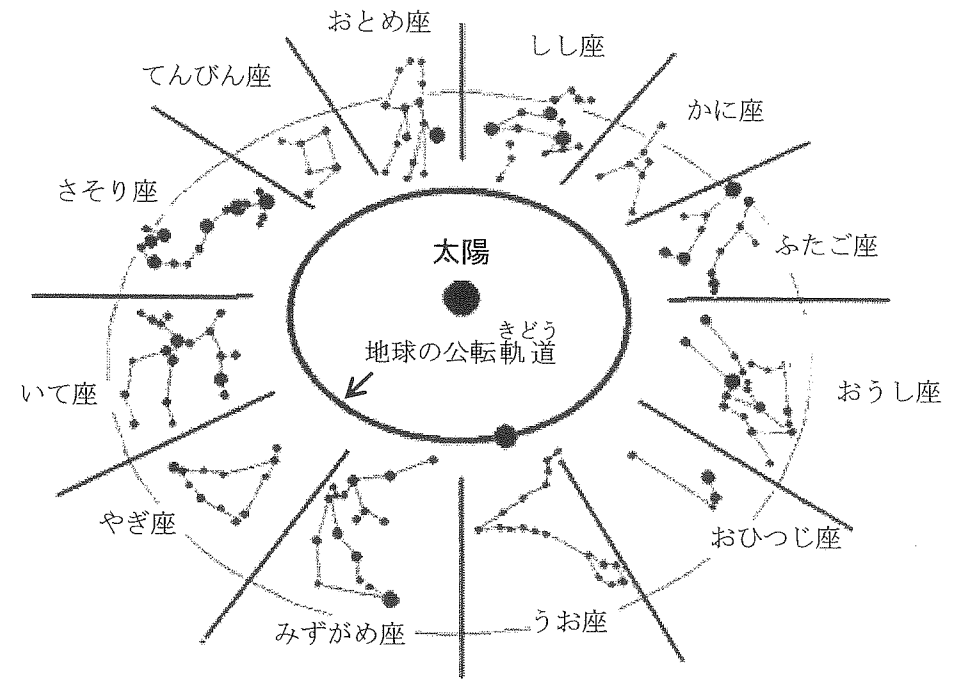 おとめ座
しし座
てんびん座
かに座
さそり座
太陽
ふたご座
きどう
地球の公転軌道
いて座
おうし座
やぎ座
おひつじ座
みずがめ座
うお座